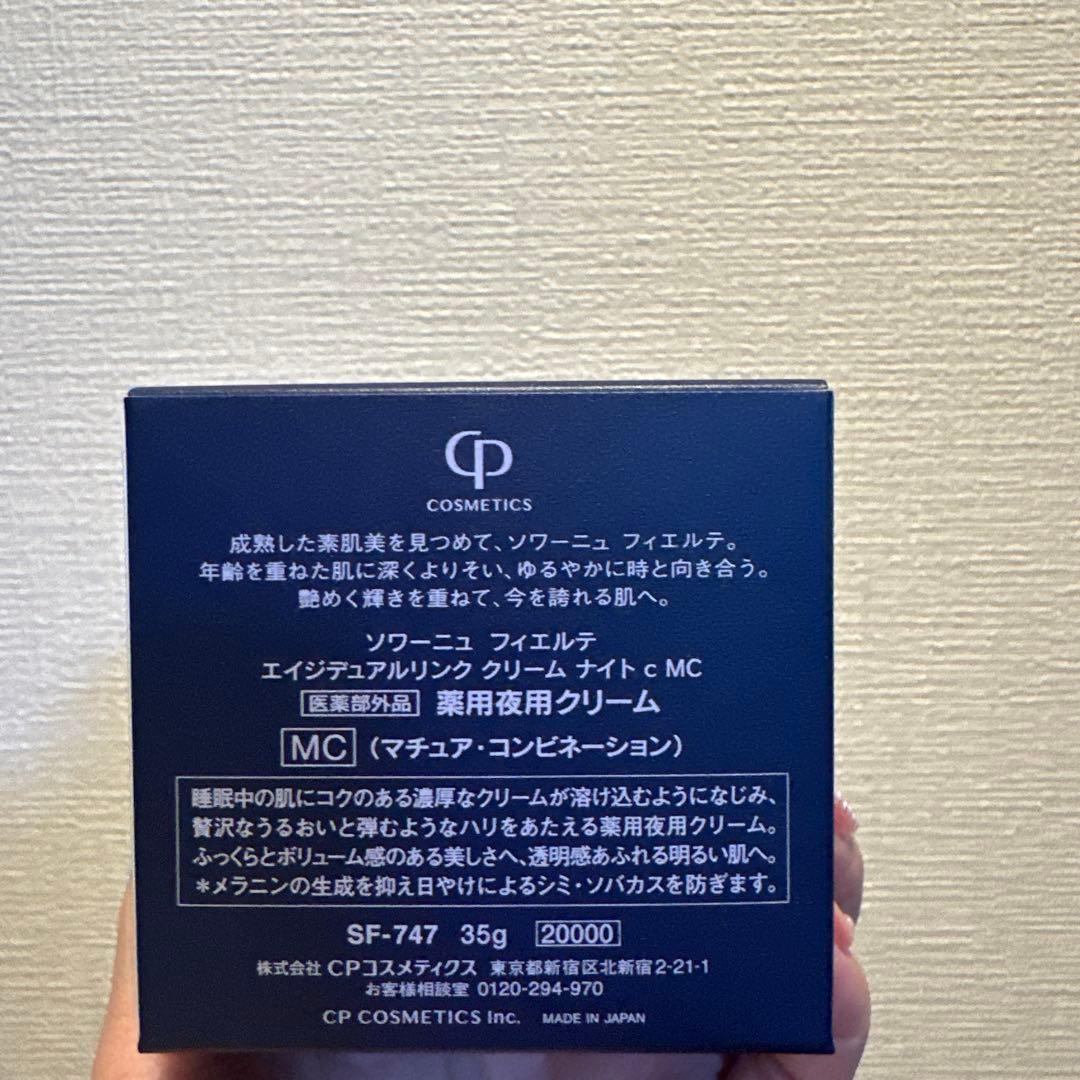 CP
COSMETICS
成熟した素肌美を見つめて、ソワーニュ フィエルテ。
年齢を重ねた肌に深くよりそい、ゆるやかに時と向き合う。
艶めく輝きを重ねて、今を誇れる肌へ。
ソワーニュ フィエルテ
エイジデュアルリンク クリーム ナイト c MC
医薬部外品 薬用夜用クリーム
MC (マチュア・コンビネーション)
睡眠中の肌にコクのある濃厚なクリームが溶け込むようになじみ、
贅沢なうるおいと弾むようなハリをあたえる薬用夜用クリーム。
ふっくらとボリューム感のある美しさへ、透明感あふれる明るい肌へ。
*メラニンの生成を抑え日やけによるシミ・ソバカスを防ぎます。
SF-747 35g 20000
株式会社 CPコスメティクス 東京都新宿区北新宿2-21-1
お客様相談室 0120-294-970
CP COSMETICS Inc. MADE IN JAPAN